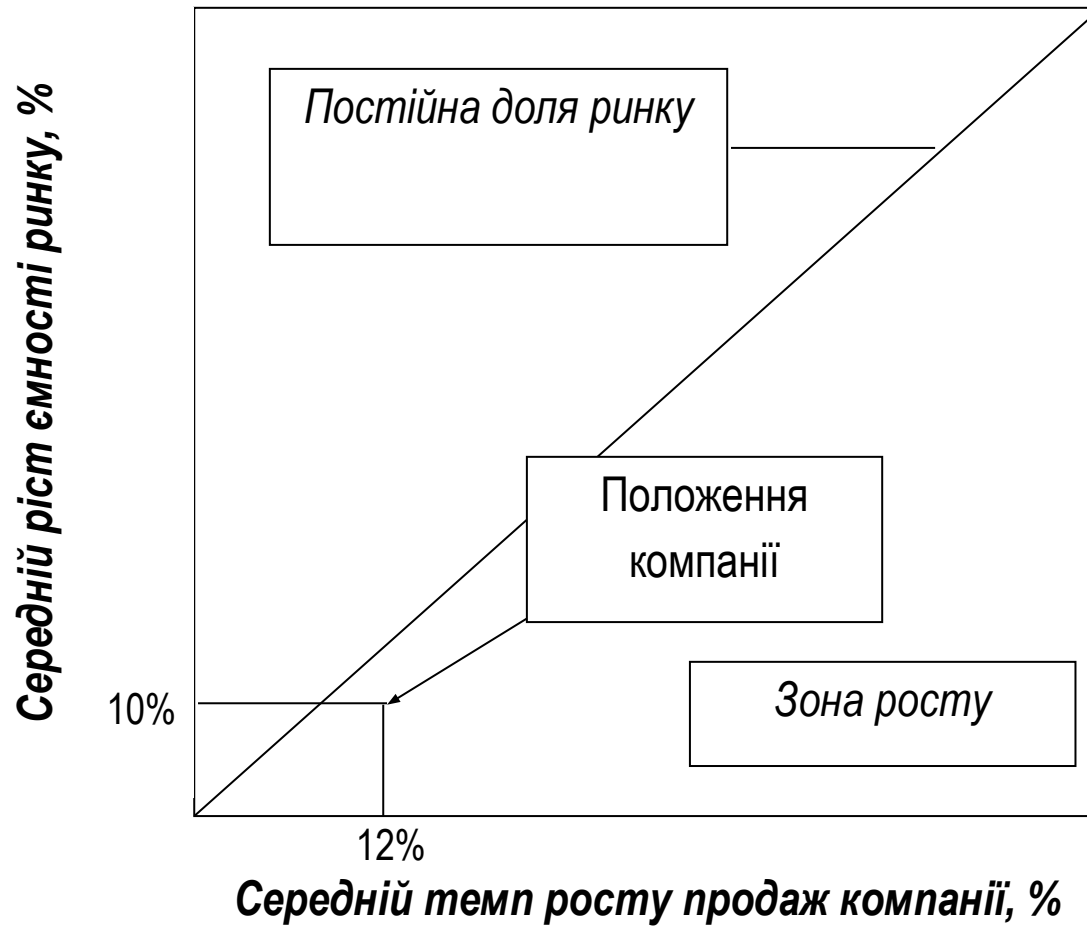 Середній ріст ємності ринку, %
Постійна доля ринку
Положення
компанії
Зона росту
10%
12%
Середній темп росту продаж компанії, %